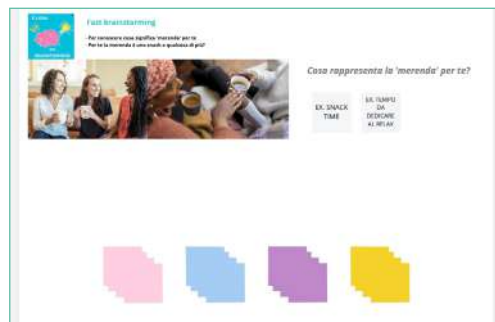 Fast brainstorming
- Per conoscere cosa significa 'merenda' per te
- Per te la merenda è uno snack o qualcosa di più?
Cosa rappresenta la 'merenda' per te?
EX. SNACK
TIME
EX. TEMPO
DA
DEDICARE
AL RELAX